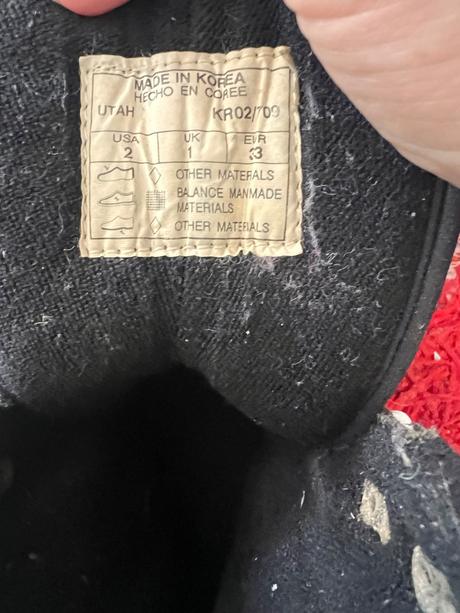 MADE IN KOREA
HECHO EN COREE
UTAH KR02/709
USA UK EUR
2 1 33
OTHER MATERIALS
BALANCE MANMADE
MATERIALS
OTHER MATERIALS